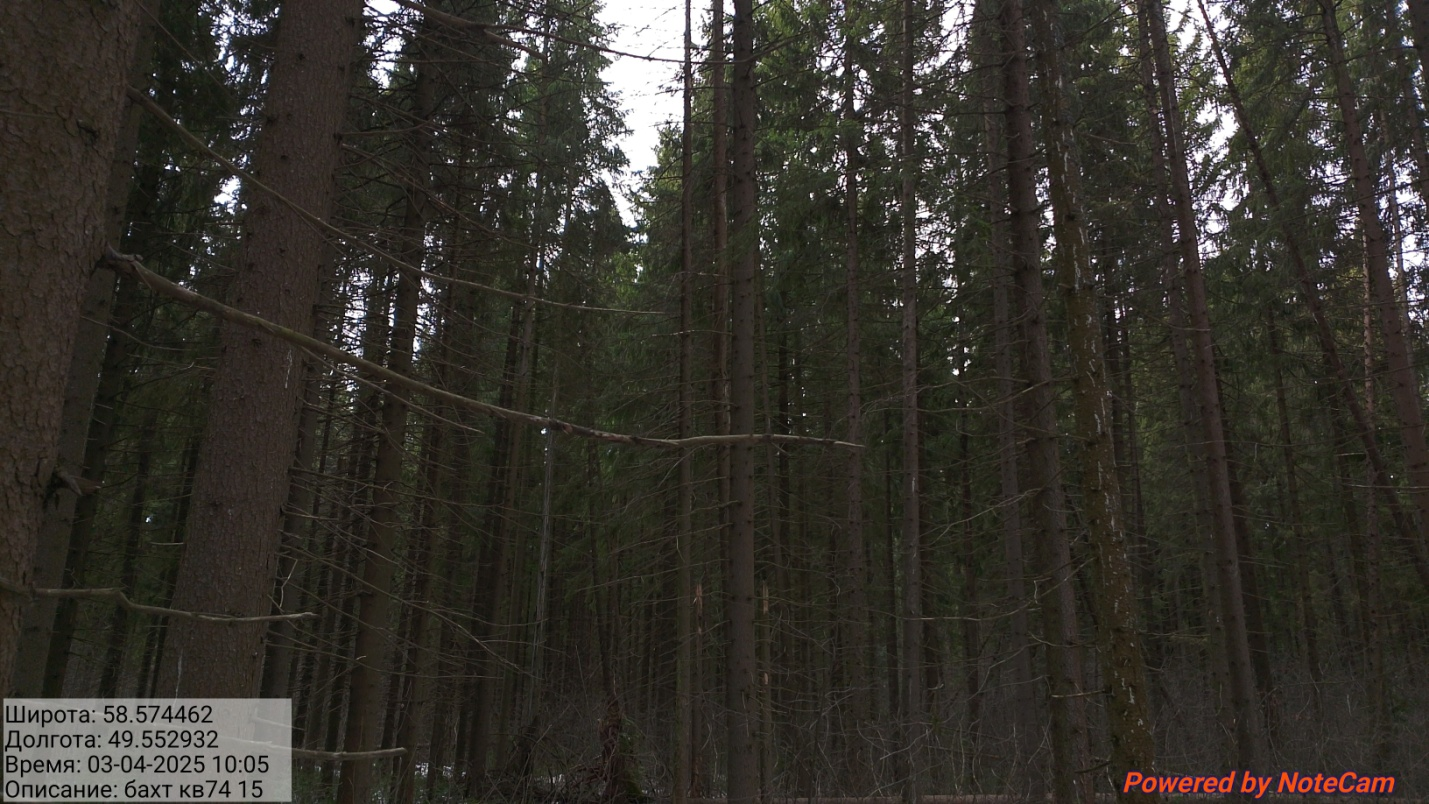 Широта: 58.574462
Долгота: 49.552932
Время: 03-04-2025 10:05
Описание: бахт кв74 15
Powered by NoteCam